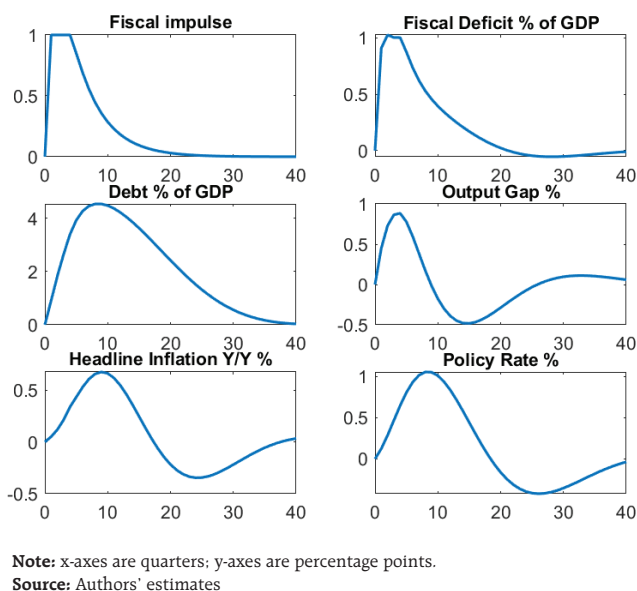 Fiscal impulse
1
0.5
0
0 10 20 30 40
Fiscal Deficit % of GDP
1
0.5
0
0 10 20 30 40
Debt % of GDP
4
2
0
0 10 20 30 40
Output Gap %
1
0.5
0
-0.5
0 10 20 30 40
Headline Inflation Y/Y %
0.5
0
-0.5
0 10 20 30 40
Policy Rate %
1
0.5
0
0 10 20 30 40
Note: x-axes are quarters; y-axes are percentage points.
Source: Authors' estimates